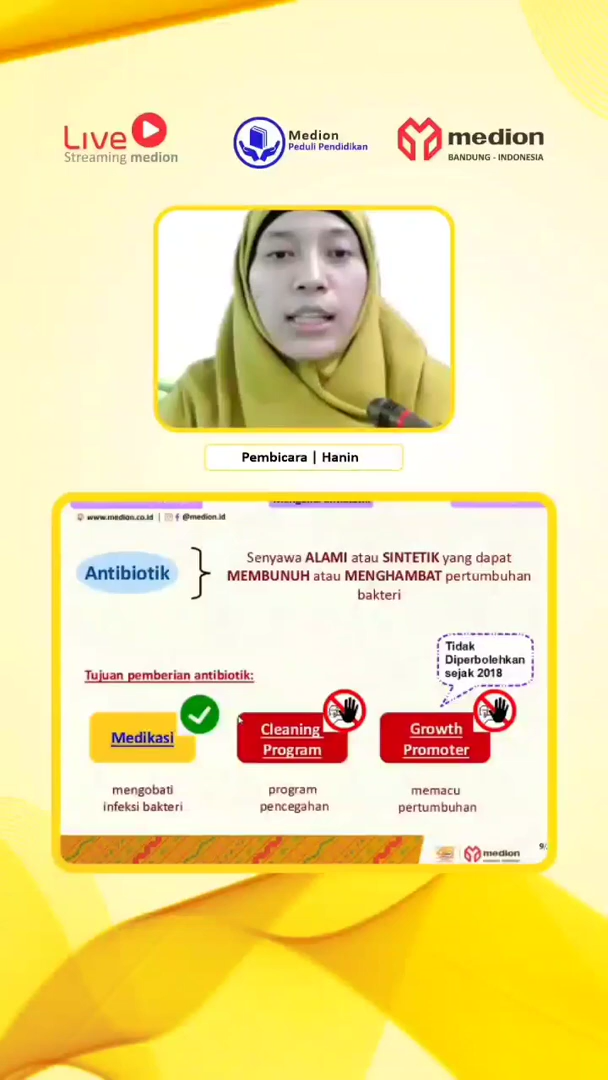 Live
Streaming medion
Medion
Peduli Pendidikan
medion
BANDUNG - INDONESIA
Pembicara | Hanin
www.medion.co.id | @medion.id
Antibiotik
Senyawa ALAMI atau SINTETIK yang dapat
MEMBUNUH atau MENGHAMBAT pertumbuhan
bakteri
Tidak
Diperbolehkan
sejak 2018
Tujuan pemberian antibiotik:
Medikasi
Cleaning
Program
Growth
Promoter
mengobati
infeksi bakteri
program
pencegahan
memacu
pertumbuhan
medion